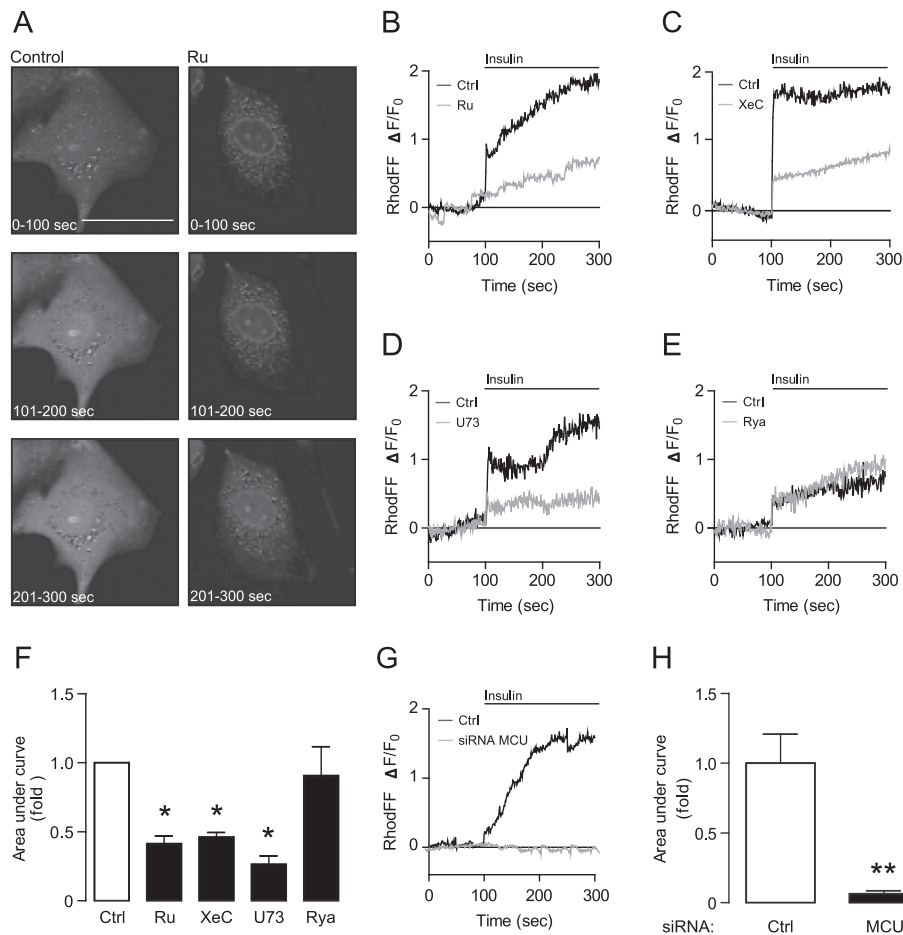 A
Control
Ru
0-100 sec
0-100 sec
101-200 sec
101-200 sec
201-300 sec
201-300 sec
B
Insulin
Ctrl
Ru
RhodFF ΔF/F0
2
1
0
0 100 200 300
Time (sec)
C
Insulin
Ctrl
XeC
RhodFF ΔF/F0
2
1
0
0 100 200 300
Time (sec)
D
Insulin
Ctrl
U73
RhodFF ΔF/F0
2
1
0
0 100 200 300
Time (sec)
E
Insulin
Ctrl
Rya
RhodFF ΔF/F0
2
1
0
0 100 200 300
Time (sec)
F
Area under curve
(fold )
1.5
1.0
0.5
0
*
*
*
Ctrl Ru XeC U73 Rya
G
Insulin
Ctrl
siRNA MCU
RhodFF ΔF/F0
2
1
0
0 100 200 300
Time (sec)
H
Area under curve
(fold)
1.5
1.0
0.5
0
**
siRNA: Ctrl MCU